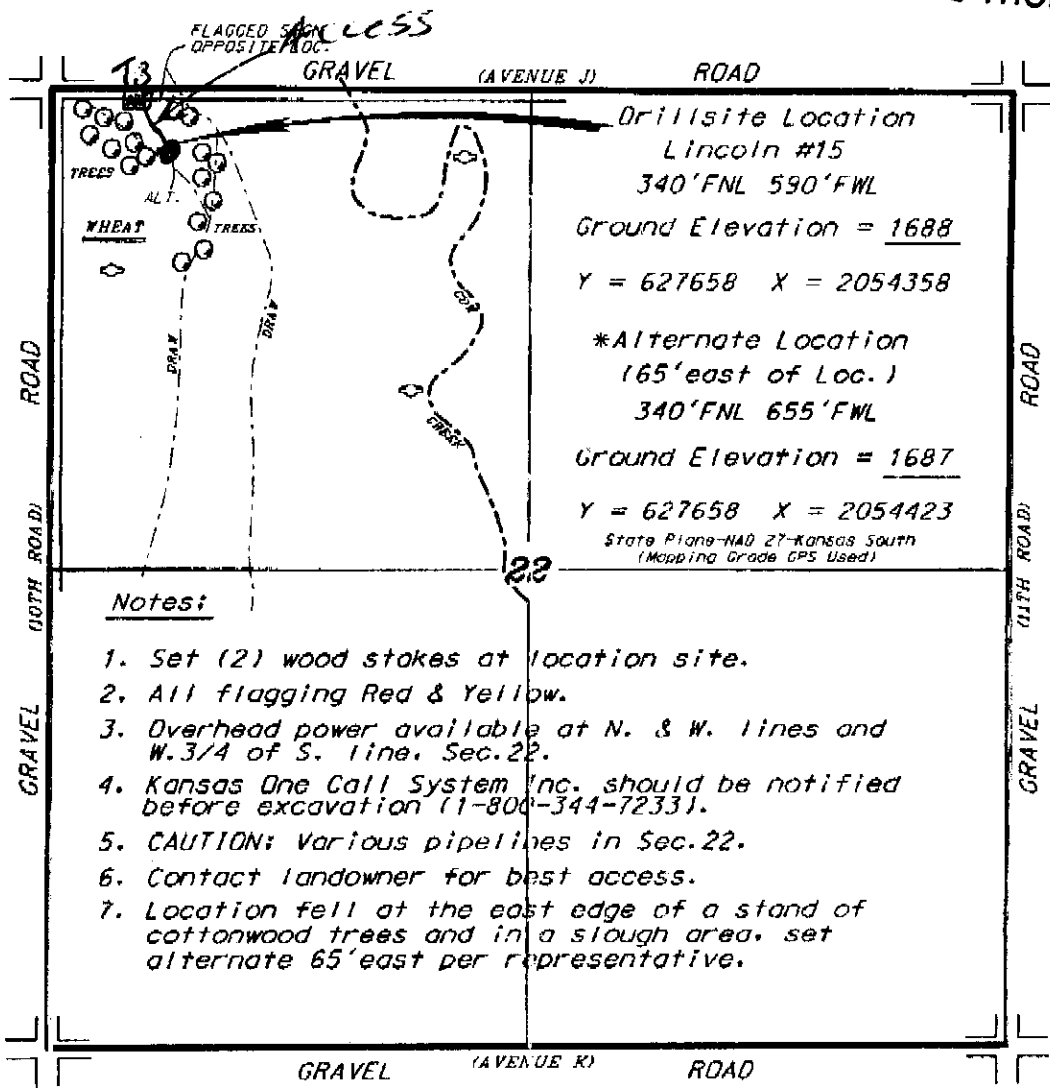 Access
FLAGGED SIGN
OPPOSITE LOC.
GRAVEL (AVENUE J) ROAD
TREES
ALT.
WHEAT
TREES
DRAW
DRAW
COW
CREEK
Drillsite Location
Lincoln #15
340'FNL 590'FWL
Ground Elevation = 1688
Y = 627658 X = 2054358
*Alternate Location
(65'east of Loc.)
340'FNL 655'FWL
Ground Elevation = 1687
Y = 627658 X = 2054423
State Plane-NAD 27-Kansas South
(Mapping Grade GPS Used)
GRAVEL (10TH ROAD) ROAD
GRAVEL (11TH ROAD) ROAD
22
Notes:
1. Set (2) wood stakes at location site.
2. All flagging Red & Yellow.
3. Overhead power available at N. & W. lines and
W.3/4 of S. line, Sec.22.
4. Kansas One Call System Inc. should be notified
before excavation (1-800-344-7233).
5. CAUTION: Various pipelines in Sec.22.
6. Contact landowner for best access.
7. Location fell at the east edge of a stand of
cottonwood trees and in a slough area, set
alternate 65'east per representative.
GRAVEL (AVENUE K) ROAD